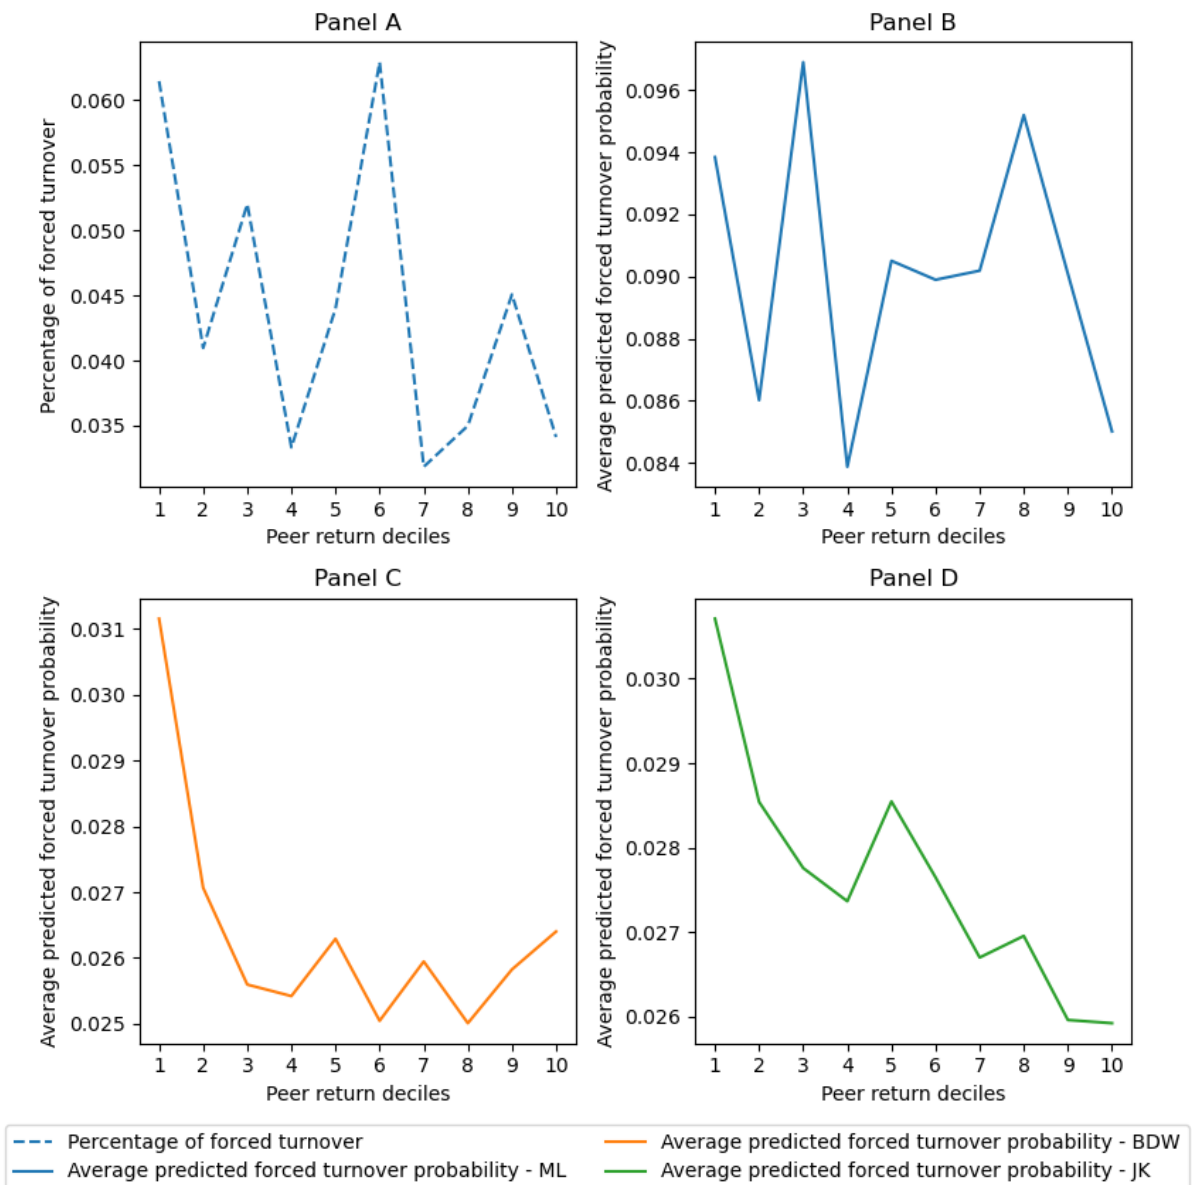 Panel A
Percentage of forced turnover
0.060
0.055
0.050
0.045
0.040
0.035
1 2 3 4 5 6 7 8 9 10
Peer return deciles
Panel B
Average predicted forced turnover probability
0.096
0.094
0.092
0.090
0.088
0.086
0.084
1 2 3 4 5 6 7 8 9 10
Peer return deciles
Panel C
Average predicted forced turnover probability
0.031
0.030
0.029
0.028
0.027
0.026
0.025
1 2 3 4 5 6 7 8 9 10
Peer return deciles
Panel D
Average predicted forced turnover probability
0.030
0.029
0.028
0.027
0.026
1 2 3 4 5 6 7 8 9 10
Peer return deciles
Percentage of forced turnover
Average predicted forced turnover probability - ML
Average predicted forced turnover probability - BDW
Average predicted forced turnover probability - JK